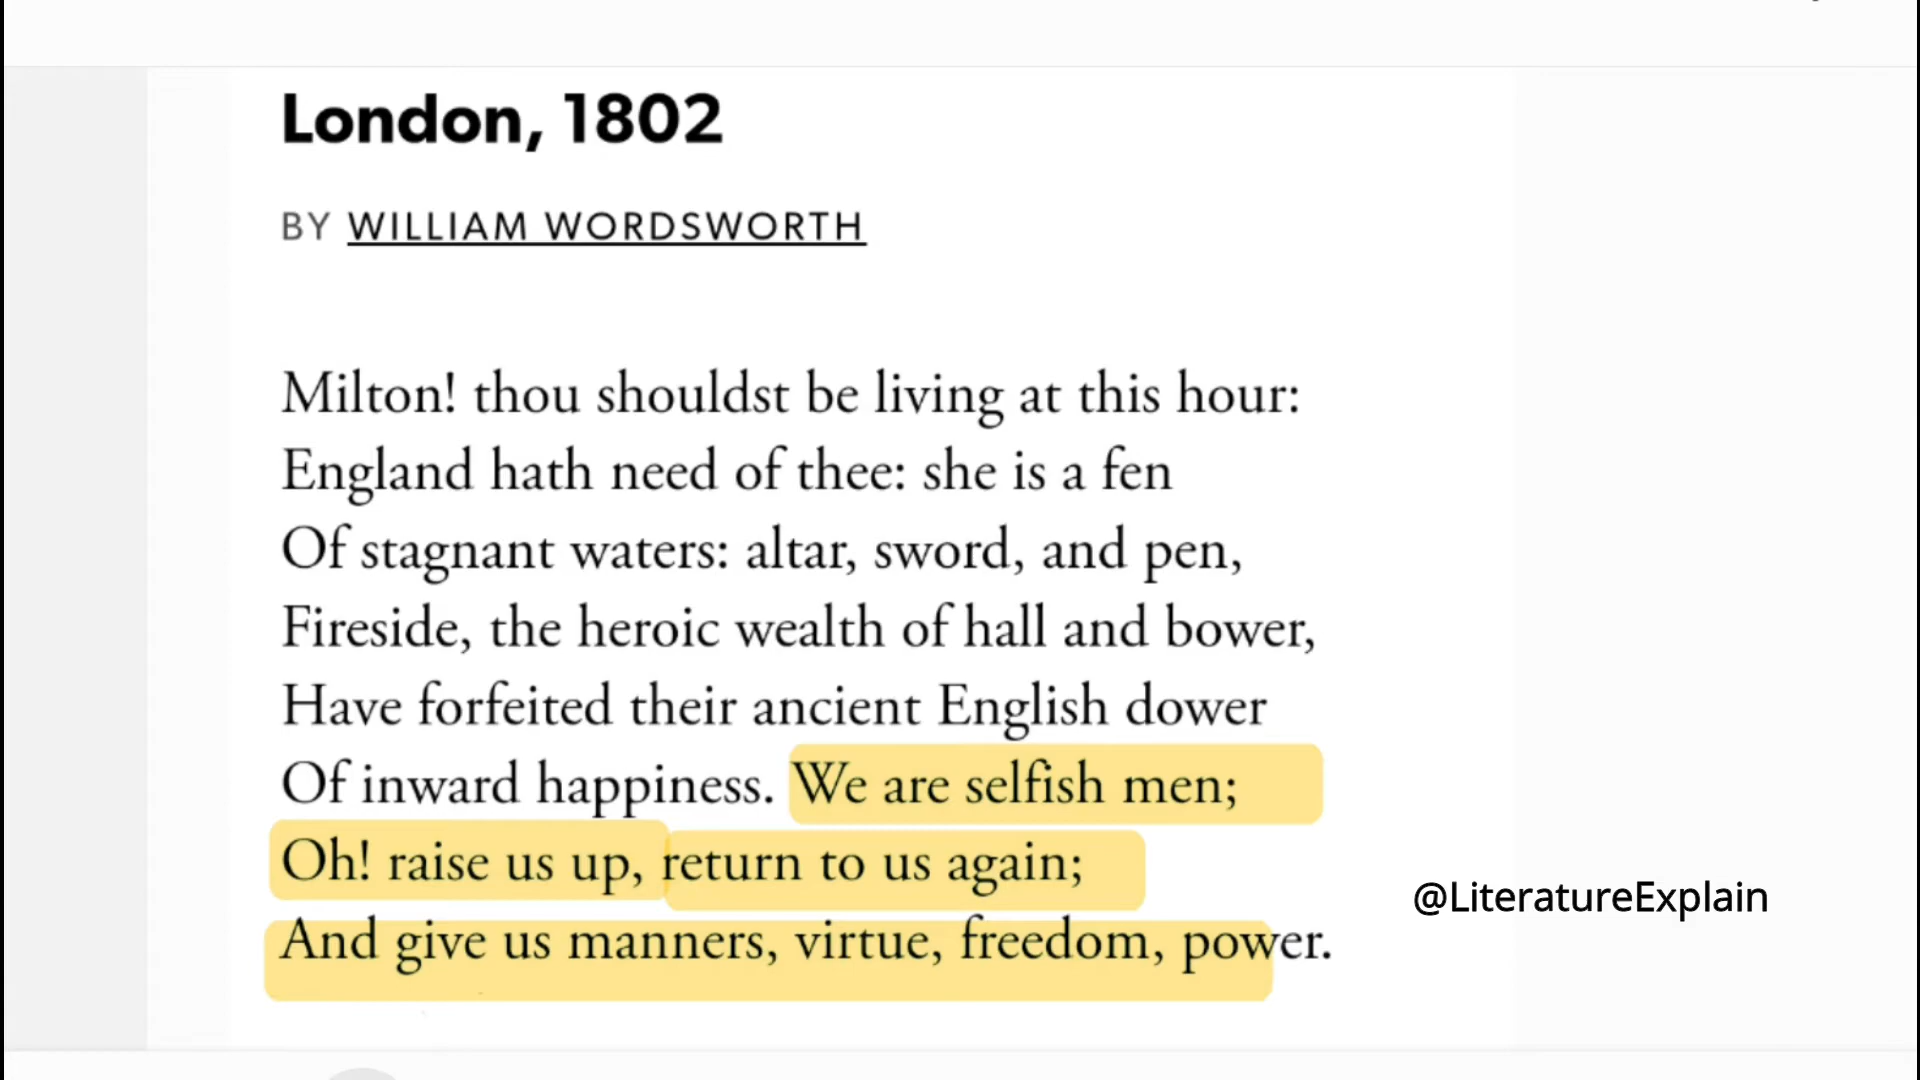 London, 1802
BY WILLIAM WORDSWORTH
Milton! thou shouldst be living at this hour:
England hath need of thee: she is a fen
Of stagnant waters: altar, sword, and pen,
Fireside, the heroic wealth of hall and bower,
Have forfeited their ancient English dower
Of inward happiness. We are selfish men;
Oh! raise us up, return to us again;
And give us manners, virtue, freedom, power.
@LiteratureExplain